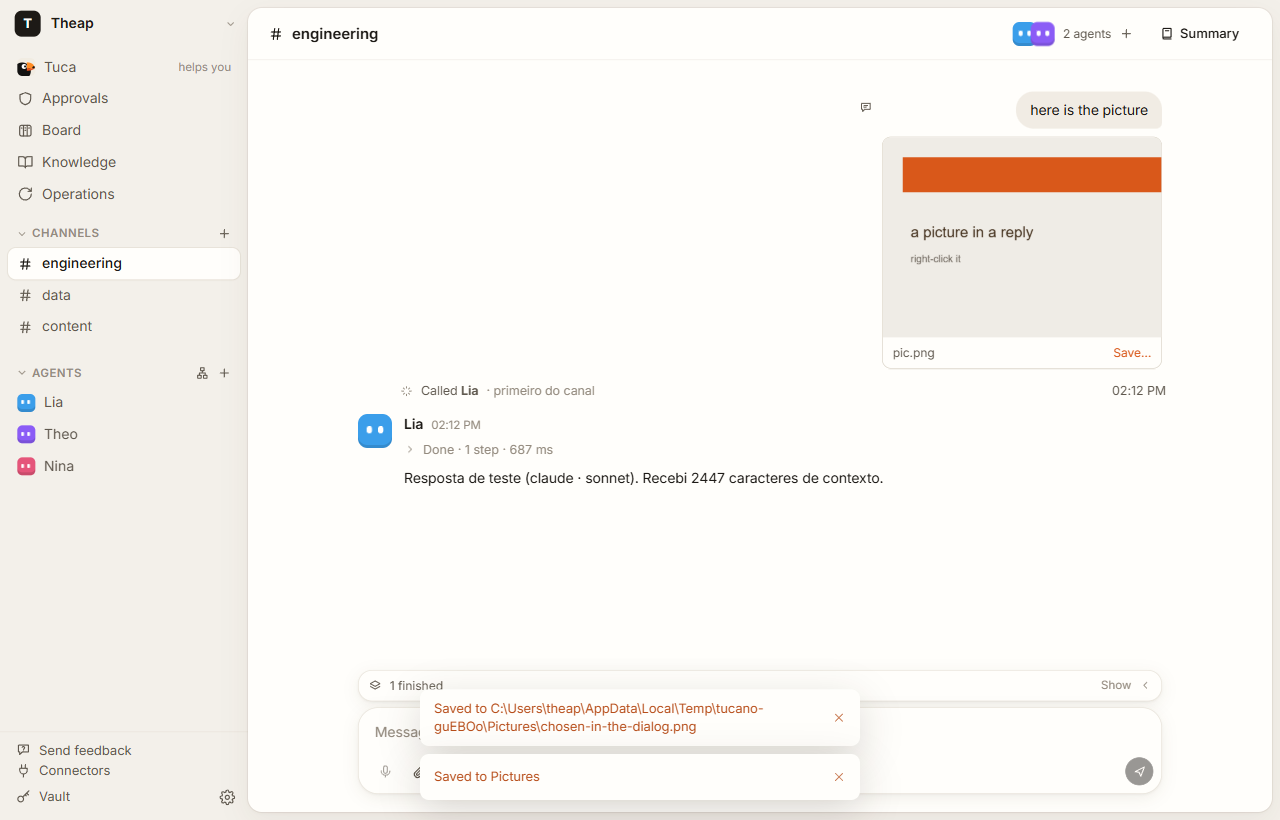 T Theap
Tuca helps you
Approvals
Board
Knowledge
Operations
CHANNELS
# engineering
# data
# content
AGENTS
Lia
Theo
Nina
Send feedback
Connectors
Vault
# engineering
2 agents + Summary
here is the picture
a picture in a reply
right-click it
pic.png Save...
Called Lia · primeiro do canal 02:12 PM
Lia 02:12 PM
Done · 1 step · 687 ms
Resposta de teste (claude · sonnet). Recebi 2447 caracteres de contexto.
1 finished Show
Saved to C:\Users\theap\AppData\Local\Temp\tucano-
guEBOo\Pictures\chosen-in-the-dialog.png
Saved to Pictures